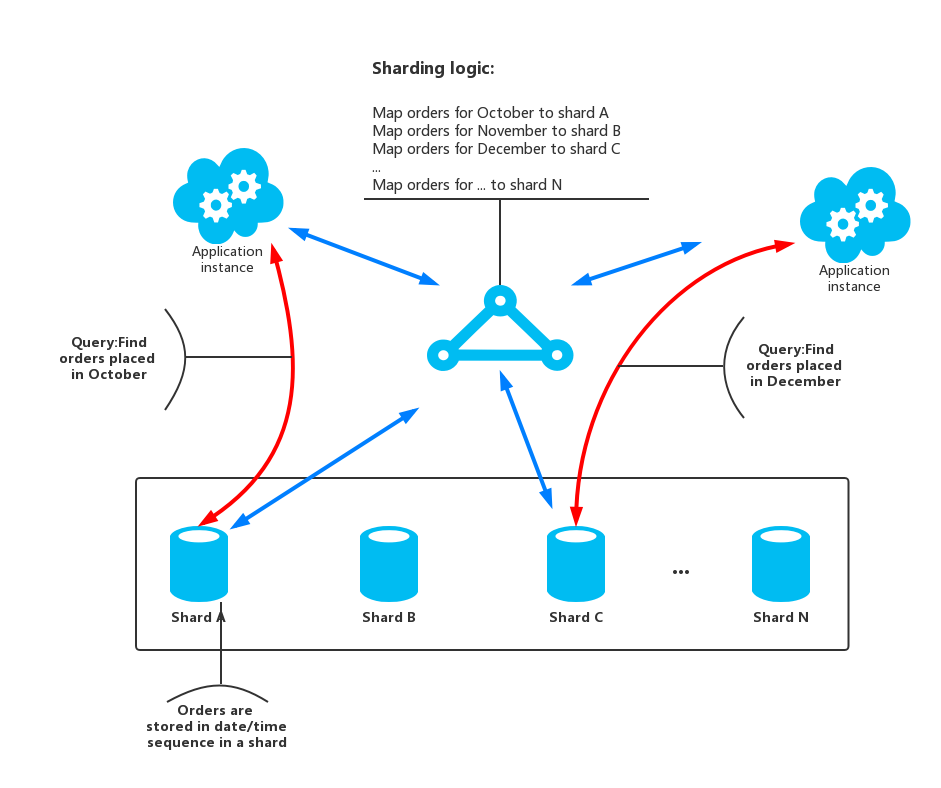 Sharding logic:
Map orders for October to shard A
Map orders for November to shard B
Map orders for December to shard C
...
Map orders for ... to shard N
Application
instance
Application
instance
Query:Find
orders placed
in October
Query:Find
orders placed
in December
Shard A
Shard B
Shard C
...
Shard N
Orders are
stored in date/time
sequence in a shard